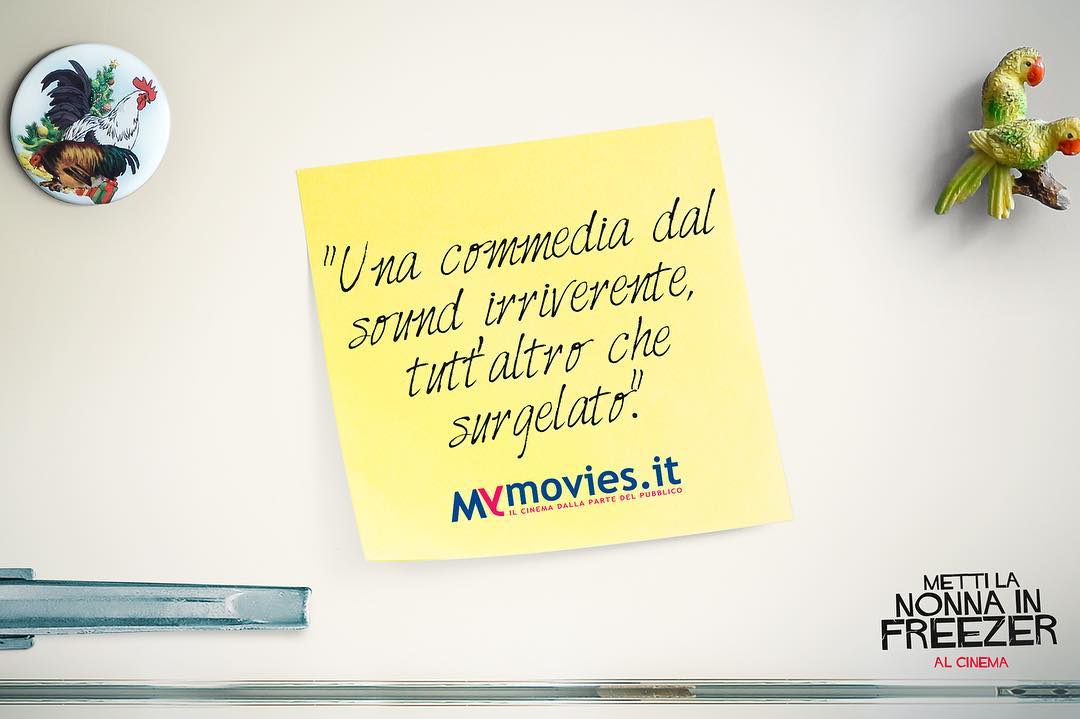 "Una commedia dal
sound irriverente,
tutt'altro che
surgelato".
MYmovies.it
IL CINEMA DALLA PARTE DEL PUBBLICO
METTI LA
NONNA IN
FREEZER
AL CINEMA